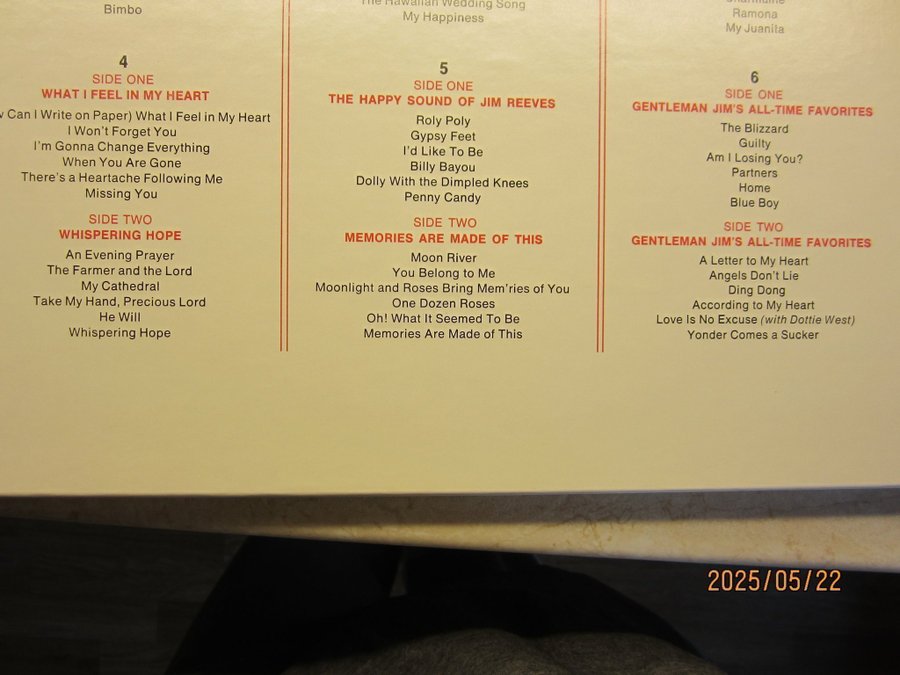 Bimbo
The Hawaiian Wedding Song
My Happiness
Charmaine
Ramona
My Juanita
4
SIDE ONE
WHAT I FEEL IN MY HEART
Can I Write on Paper) What I Feel in My Heart
I Won't Forget You
I'm Gonna Change Everything
When You Are Gone
There's a Heartache Following Me
Missing You
SIDE TWO
WHISPERING HOPE
An Evening Prayer
The Farmer and the Lord
My Cathedral
Take My Hand, Precious Lord
He Will
Whispering Hope
5
SIDE ONE
THE HAPPY SOUND OF JIM REEVES
Roly Poly
Gypsy Feet
I'd Like To Be
Billy Bayou
Dolly With the Dimpled Knees
Penny Candy
SIDE TWO
MEMORIES ARE MADE OF THIS
Moon River
You Belong to Me
Moonlight and Roses Bring Mem'ries of You
One Dozen Roses
Oh! What It Seemed To Be
Memories Are Made of This
6
SIDE ONE
GENTLEMAN JIM'S ALL-TIME FAVORITES
The Blizzard
Guilty
Am I Losing You?
Partners
Home
Blue Boy
SIDE TWO
GENTLEMAN JIM'S ALL-TIME FAVORITES
A Letter to My Heart
Angels Don't Lie
Ding Dong
According to My Heart
Love Is No Excuse (with Dottie West)
Yonder Comes a Sucker
2025/05/22